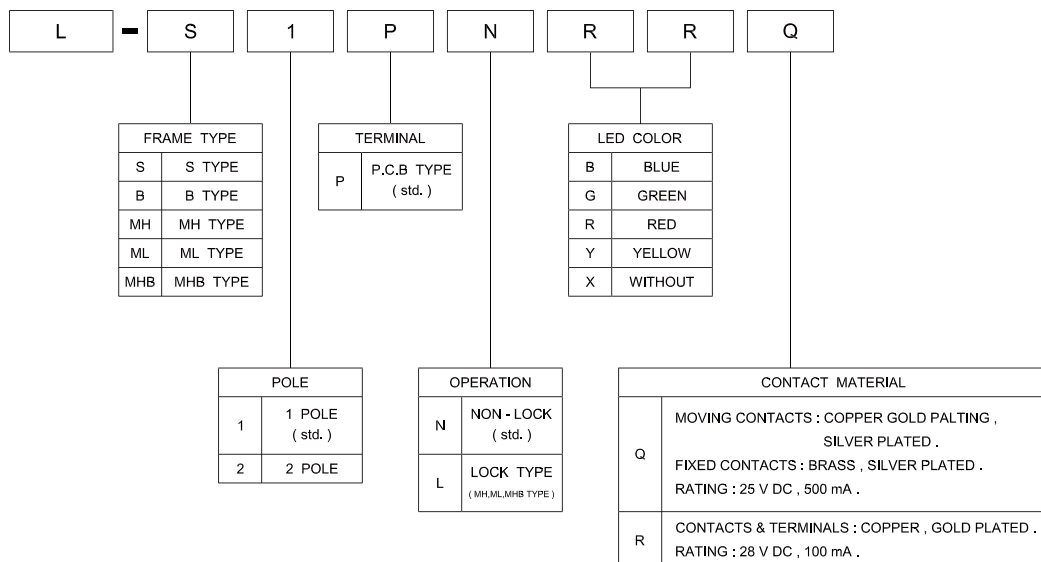 L - S 1 P N R R Q
FRAME TYPE
S S TYPE
B B TYPE
MH MH TYPE
ML ML TYPE
MHB MHB TYPE
TERMINAL
P P.C.B TYPE
( std. )
LED COLOR
B BLUE
G GREEN
R RED
Y YELLOW
X WITHOUT
POLE
1 1 POLE
( std. )
2 2 POLE
OPERATION
N NON - LOCK
( std. )
L LOCK TYPE
( MH,ML,MHB TYPE )
CONTACT MATERIAL
Q MOVING CONTACTS : COPPER GOLD PALTING ,
SILVER PLATED .
FIXED CONTACTS : BRASS , SILVER PLATED .
RATING : 25 V DC , 500 mA .
R CONTACTS & TERMINALS : COPPER , GOLD PLATED .
RATING : 28 V DC , 100 mA .